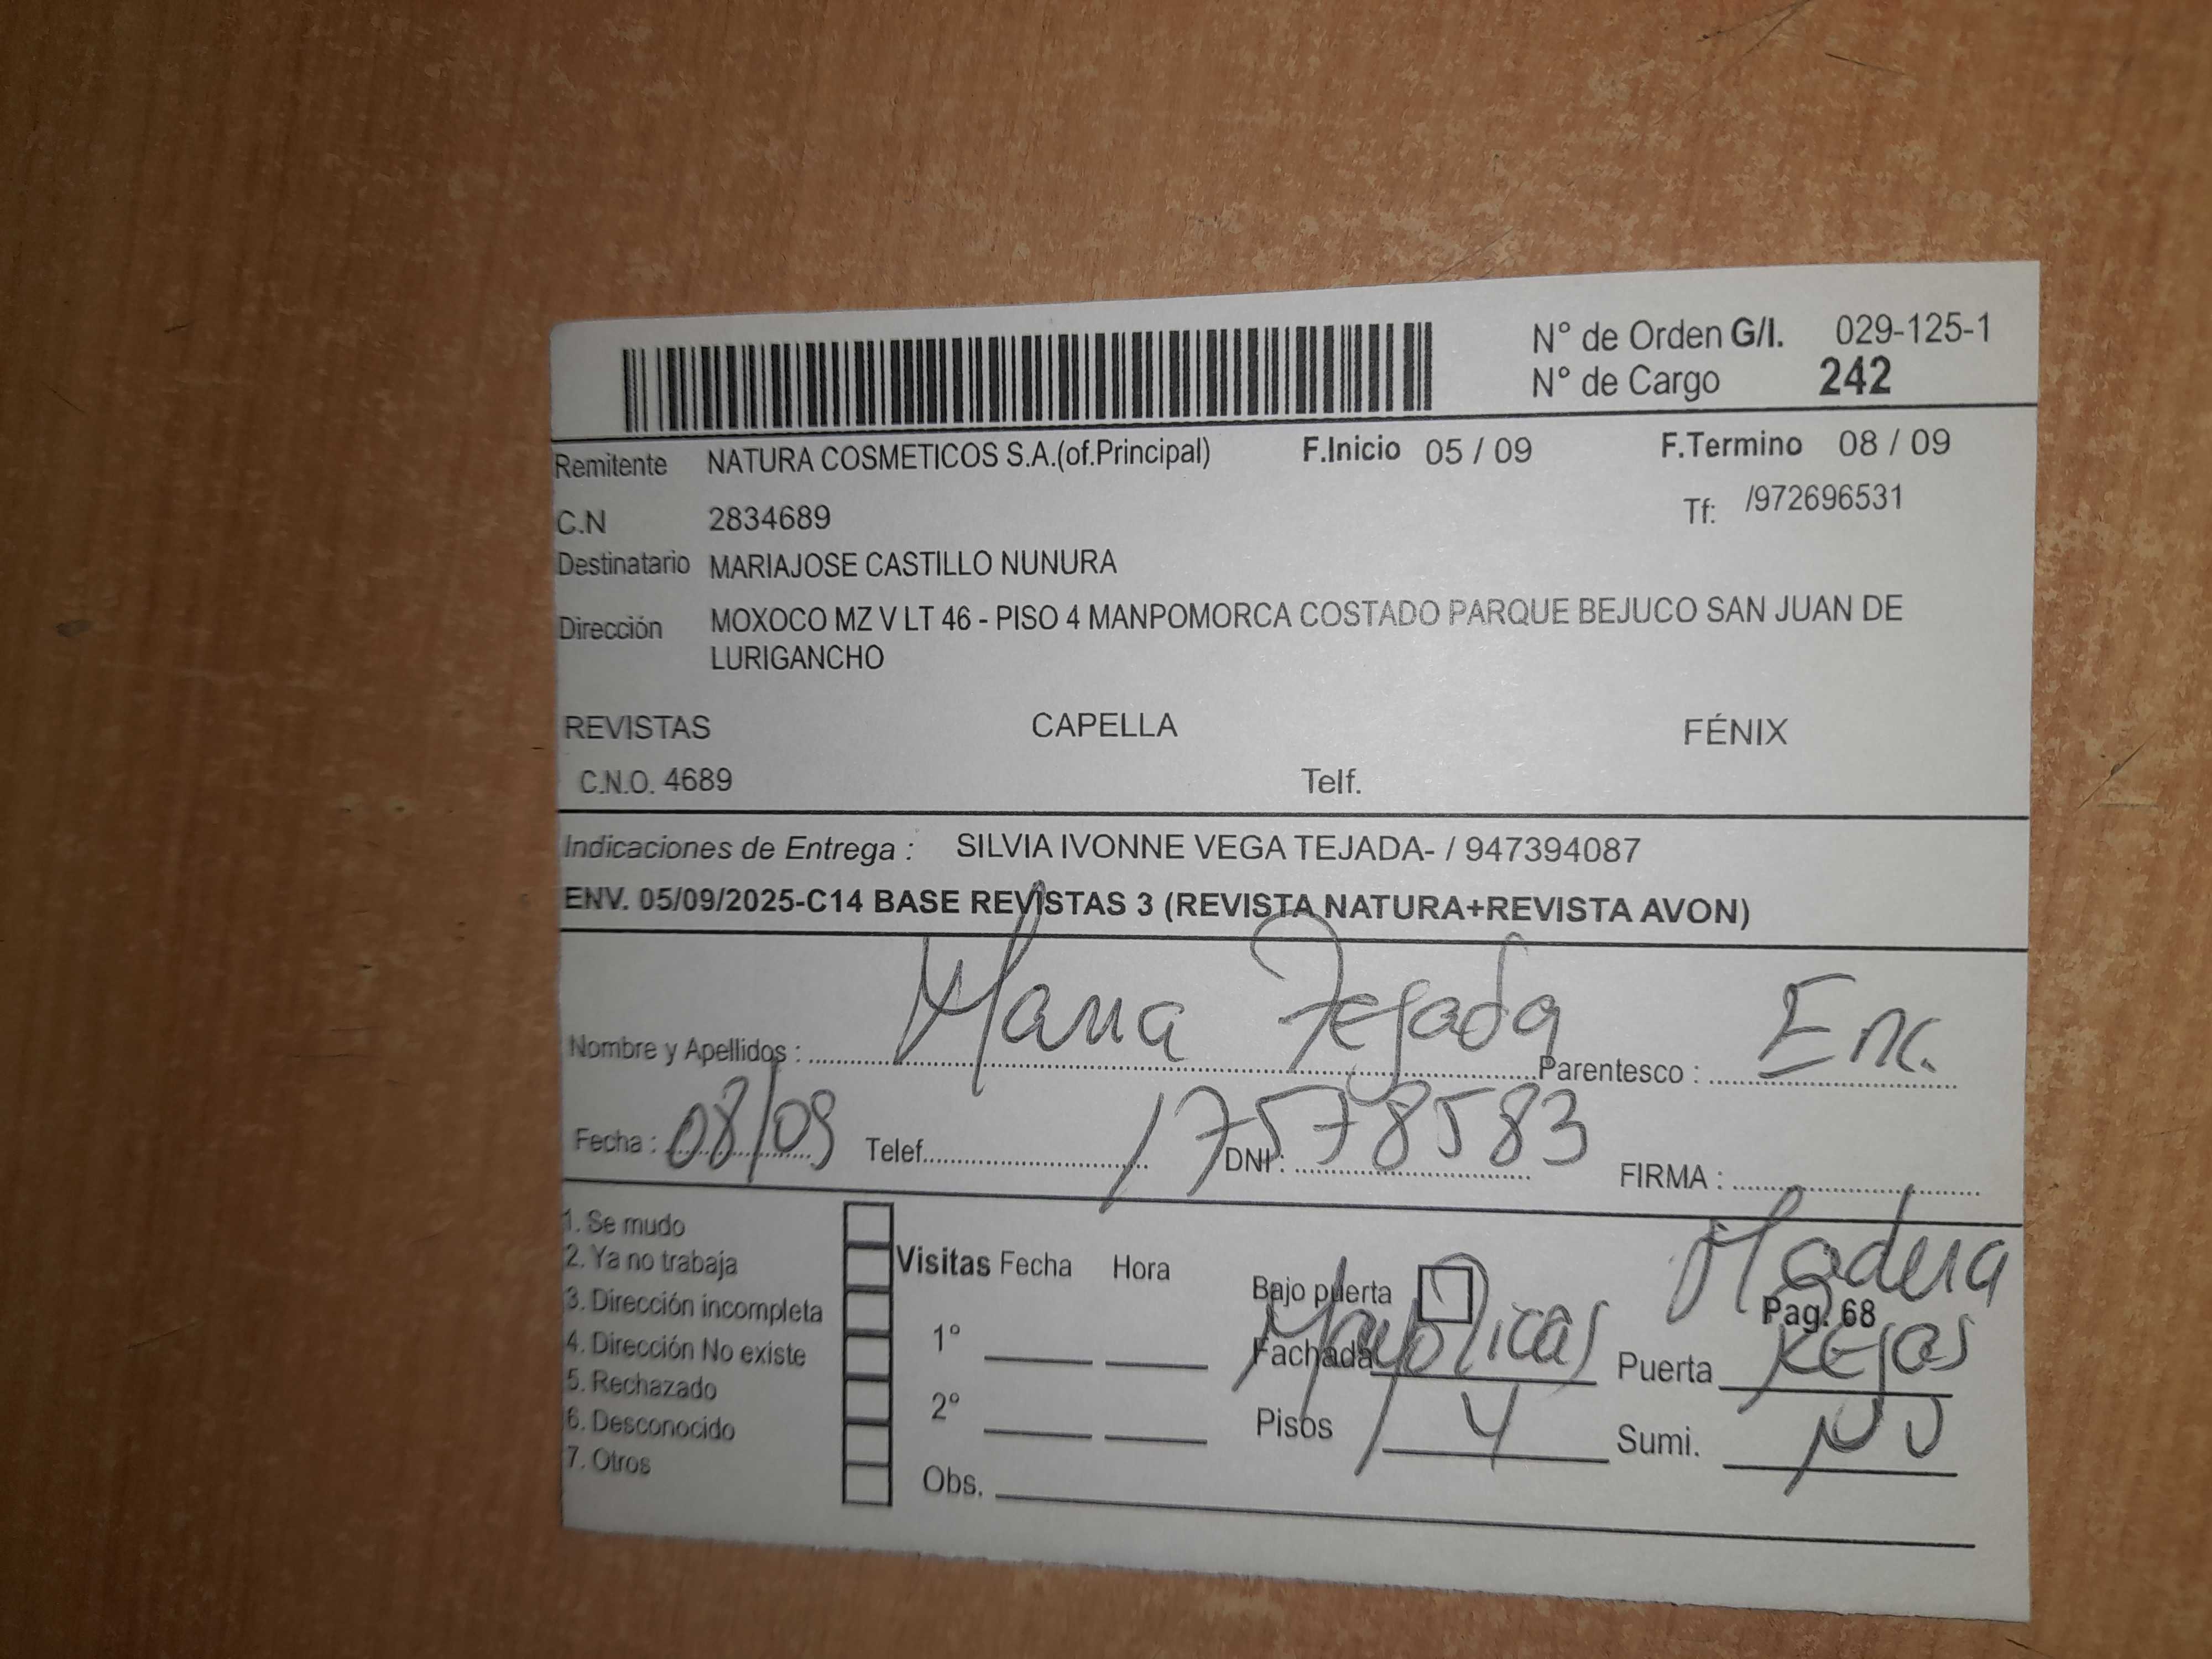 N° de Orden G/I. 029-125-1
N° de Cargo 242
Remitente NATURA COSMETICOS S.A.(of.Principal) F.Inicio 05 / 09 F.Termino 08 / 09
C.N 2834689 Tf: /972696531
Destinatario MARIAJOSE CASTILLO NUNURA
Dirección MOXOCO MZ V LT 46 - PISO 4 MANPOMORCA COSTADO PARQUE BEJUCO SAN JUAN DE
LURIGANCHO
REVISTAS CAPELLA FÉNIX
C.N.O. 4689 Telf.
Indicaciones de Entrega : SILVIA IVONNE VEGA TEJADA- / 947394087
ENV. 05/09/2025-C14 BASE REVISTAS 3 (REVISTA NATURA+REVISTA AVON)
Nombre y Apellidos : Maria Tejada Parentesco : Enc.
Fecha : 08/09 Telef. DNI : 17578583 FIRMA :
1. Se mudo
2. Ya no trabaja
3. Dirección incompleta
4. Dirección No existe
5. Rechazado
6. Desconocido
7. Otros
Visitas Fecha Hora
1°
2°
Obs.
Bajo puerta Madera
Pag. 68
Fachada Mayolicas Puerta Rejas
Pisos 4 Sumi.